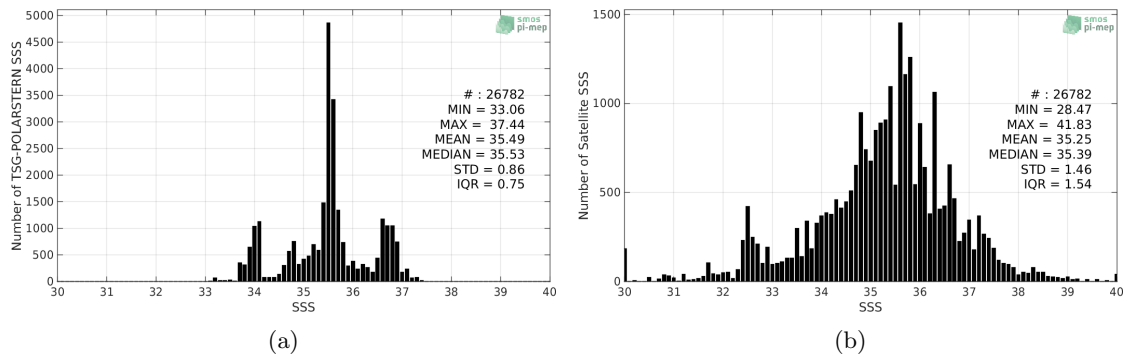 smos
pi-mep
Number of TSG-POLARSTERN SSS
5000
4500
4000
3500
3000
2500
2000
1500
1000
500
0
30 31 32 33 34 35 36 37 38 39 40
SSS
# : 26782
MIN = 33.06
MAX = 37.44
MEAN = 35.49
MEDIAN = 35.53
STD = 0.86
IQR = 0.75
(a)
smos
pi-mep
Number of Satellite SSS
1500
1000
500
0
30 31 32 33 34 35 36 37 38 39 40
SSS
# : 26782
MIN = 28.47
MAX = 41.83
MEAN = 35.25
MEDIAN = 35.39
STD = 1.46
IQR = 1.54
(b)